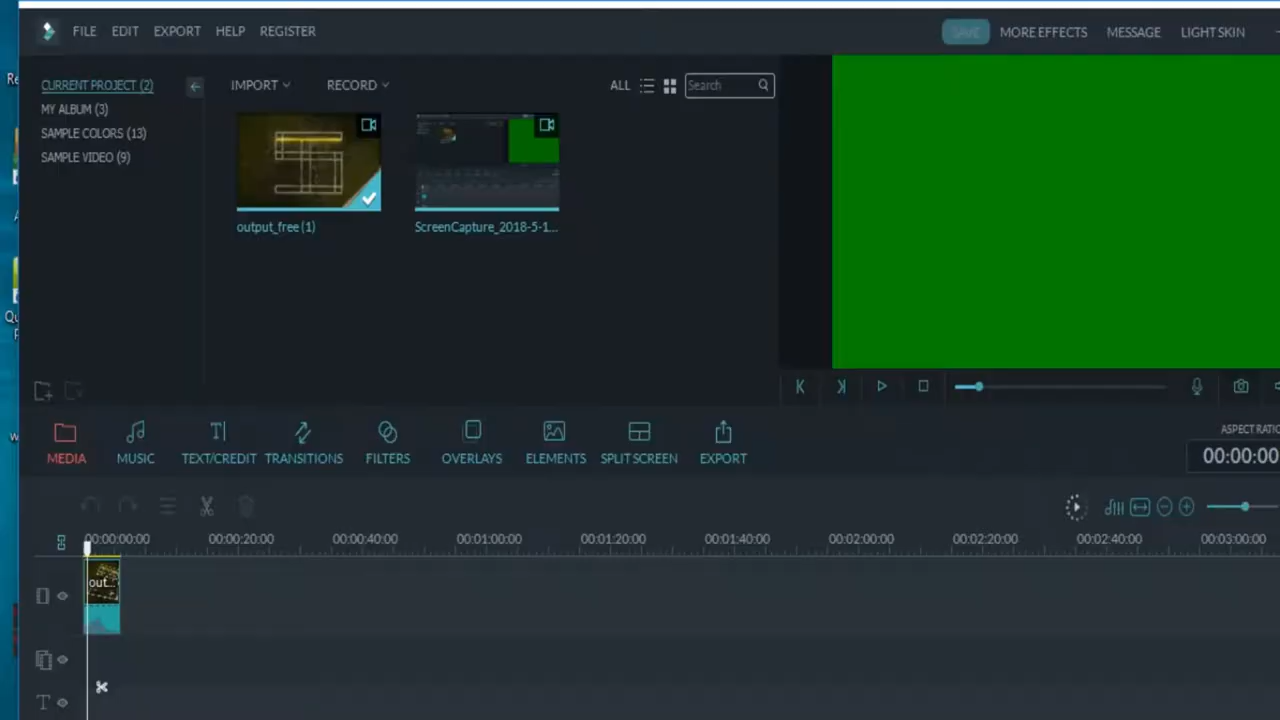 FILE EDIT EXPORT HELP REGISTER
SAVE MORE EFFECTS MESSAGE LIGHT SKIN
CURRENT PROJECT (2)
MY ALBUM (3)
SAMPLE COLORS (13)
SAMPLE VIDEO (9)
IMPORT RECORD ALL Search
output_free (1) ScreenCapture_2018-5-1...
MEDIA MUSIC TEXT/CREDIT TRANSITIONS FILTERS OVERLAYS ELEMENTS SPLIT SCREEN EXPORT
ASPECT RATIO
00:00:00
00:00:00:00 00:00:20:00 00:00:40:00 00:01:00:00 00:01:20:00 00:01:40:00 00:02:00:00 00:02:20:00 00:02:40:00 00:03:00:00
out...